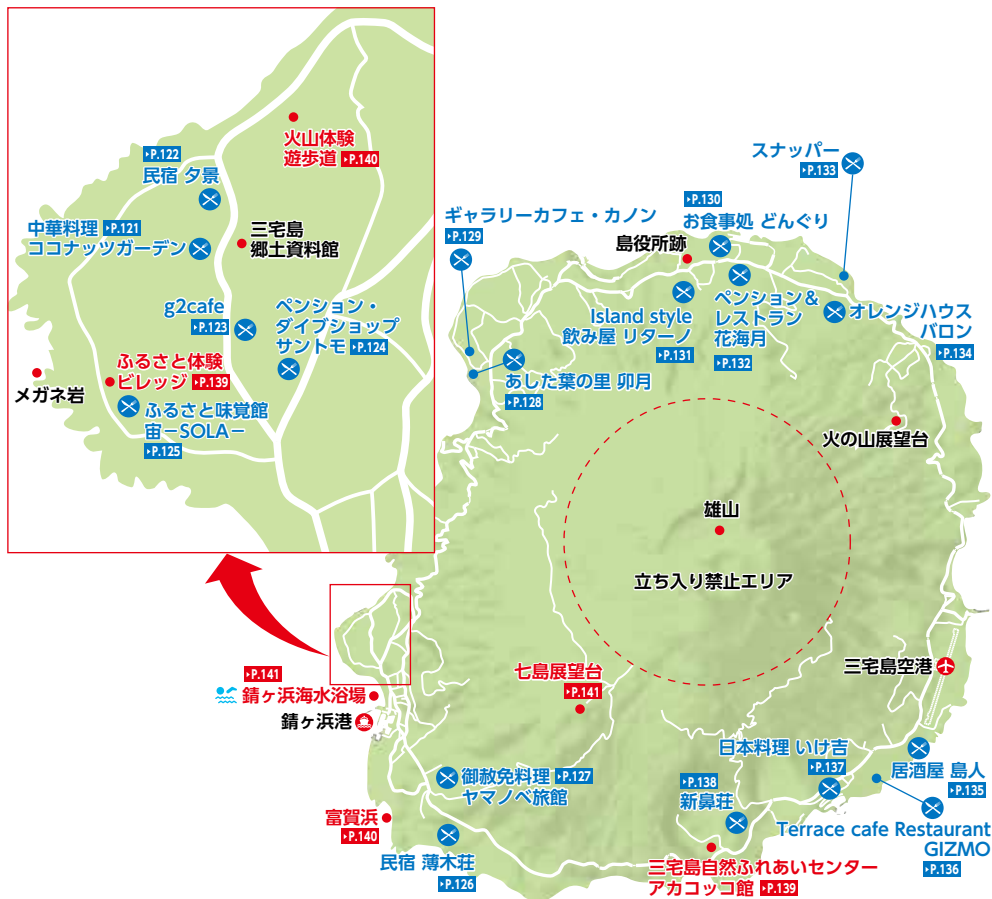 火山体験
遊歩道 P.140
P.122
民宿 夕景
中華料理 P.121
ココナッツガーデン
三宅島
郷土資料館
g2cafe
P.123
ペンション・
ダイブショップ
サントモ P.124
ふるさと体験
ビレッジ P.139
メガネ岩
ふるさと味覚館
宙－SOLA－
P.125
スナッパー
P.133
P.130
お食事処 どんぐり
ギャラリーカフェ・カノン
P.129
島役所跡
Island style
飲み屋 リターノ
P.131
ペンション＆
レストラン
花海月
P.132
オレンジハウス
バロン
P.134
あした葉の里 卯月
P.128
火の山展望台
雄山
立ち入り禁止エリア
三宅島空港
七島展望台
P.141
P.141
錆ヶ浜海水浴場
錆ヶ浜港
日本料理 いけ吉
P.137
居酒屋 島人
P.135
御赦免料理 P.127
ヤマノベ旅館
P.138
新鼻荘
富賀浜
P.140
Terrace cafe Restaurant
GIZMO
P.136
民宿 薄木荘
P.126
三宅島自然ふれあいセンター
アカコッコ館 P.139